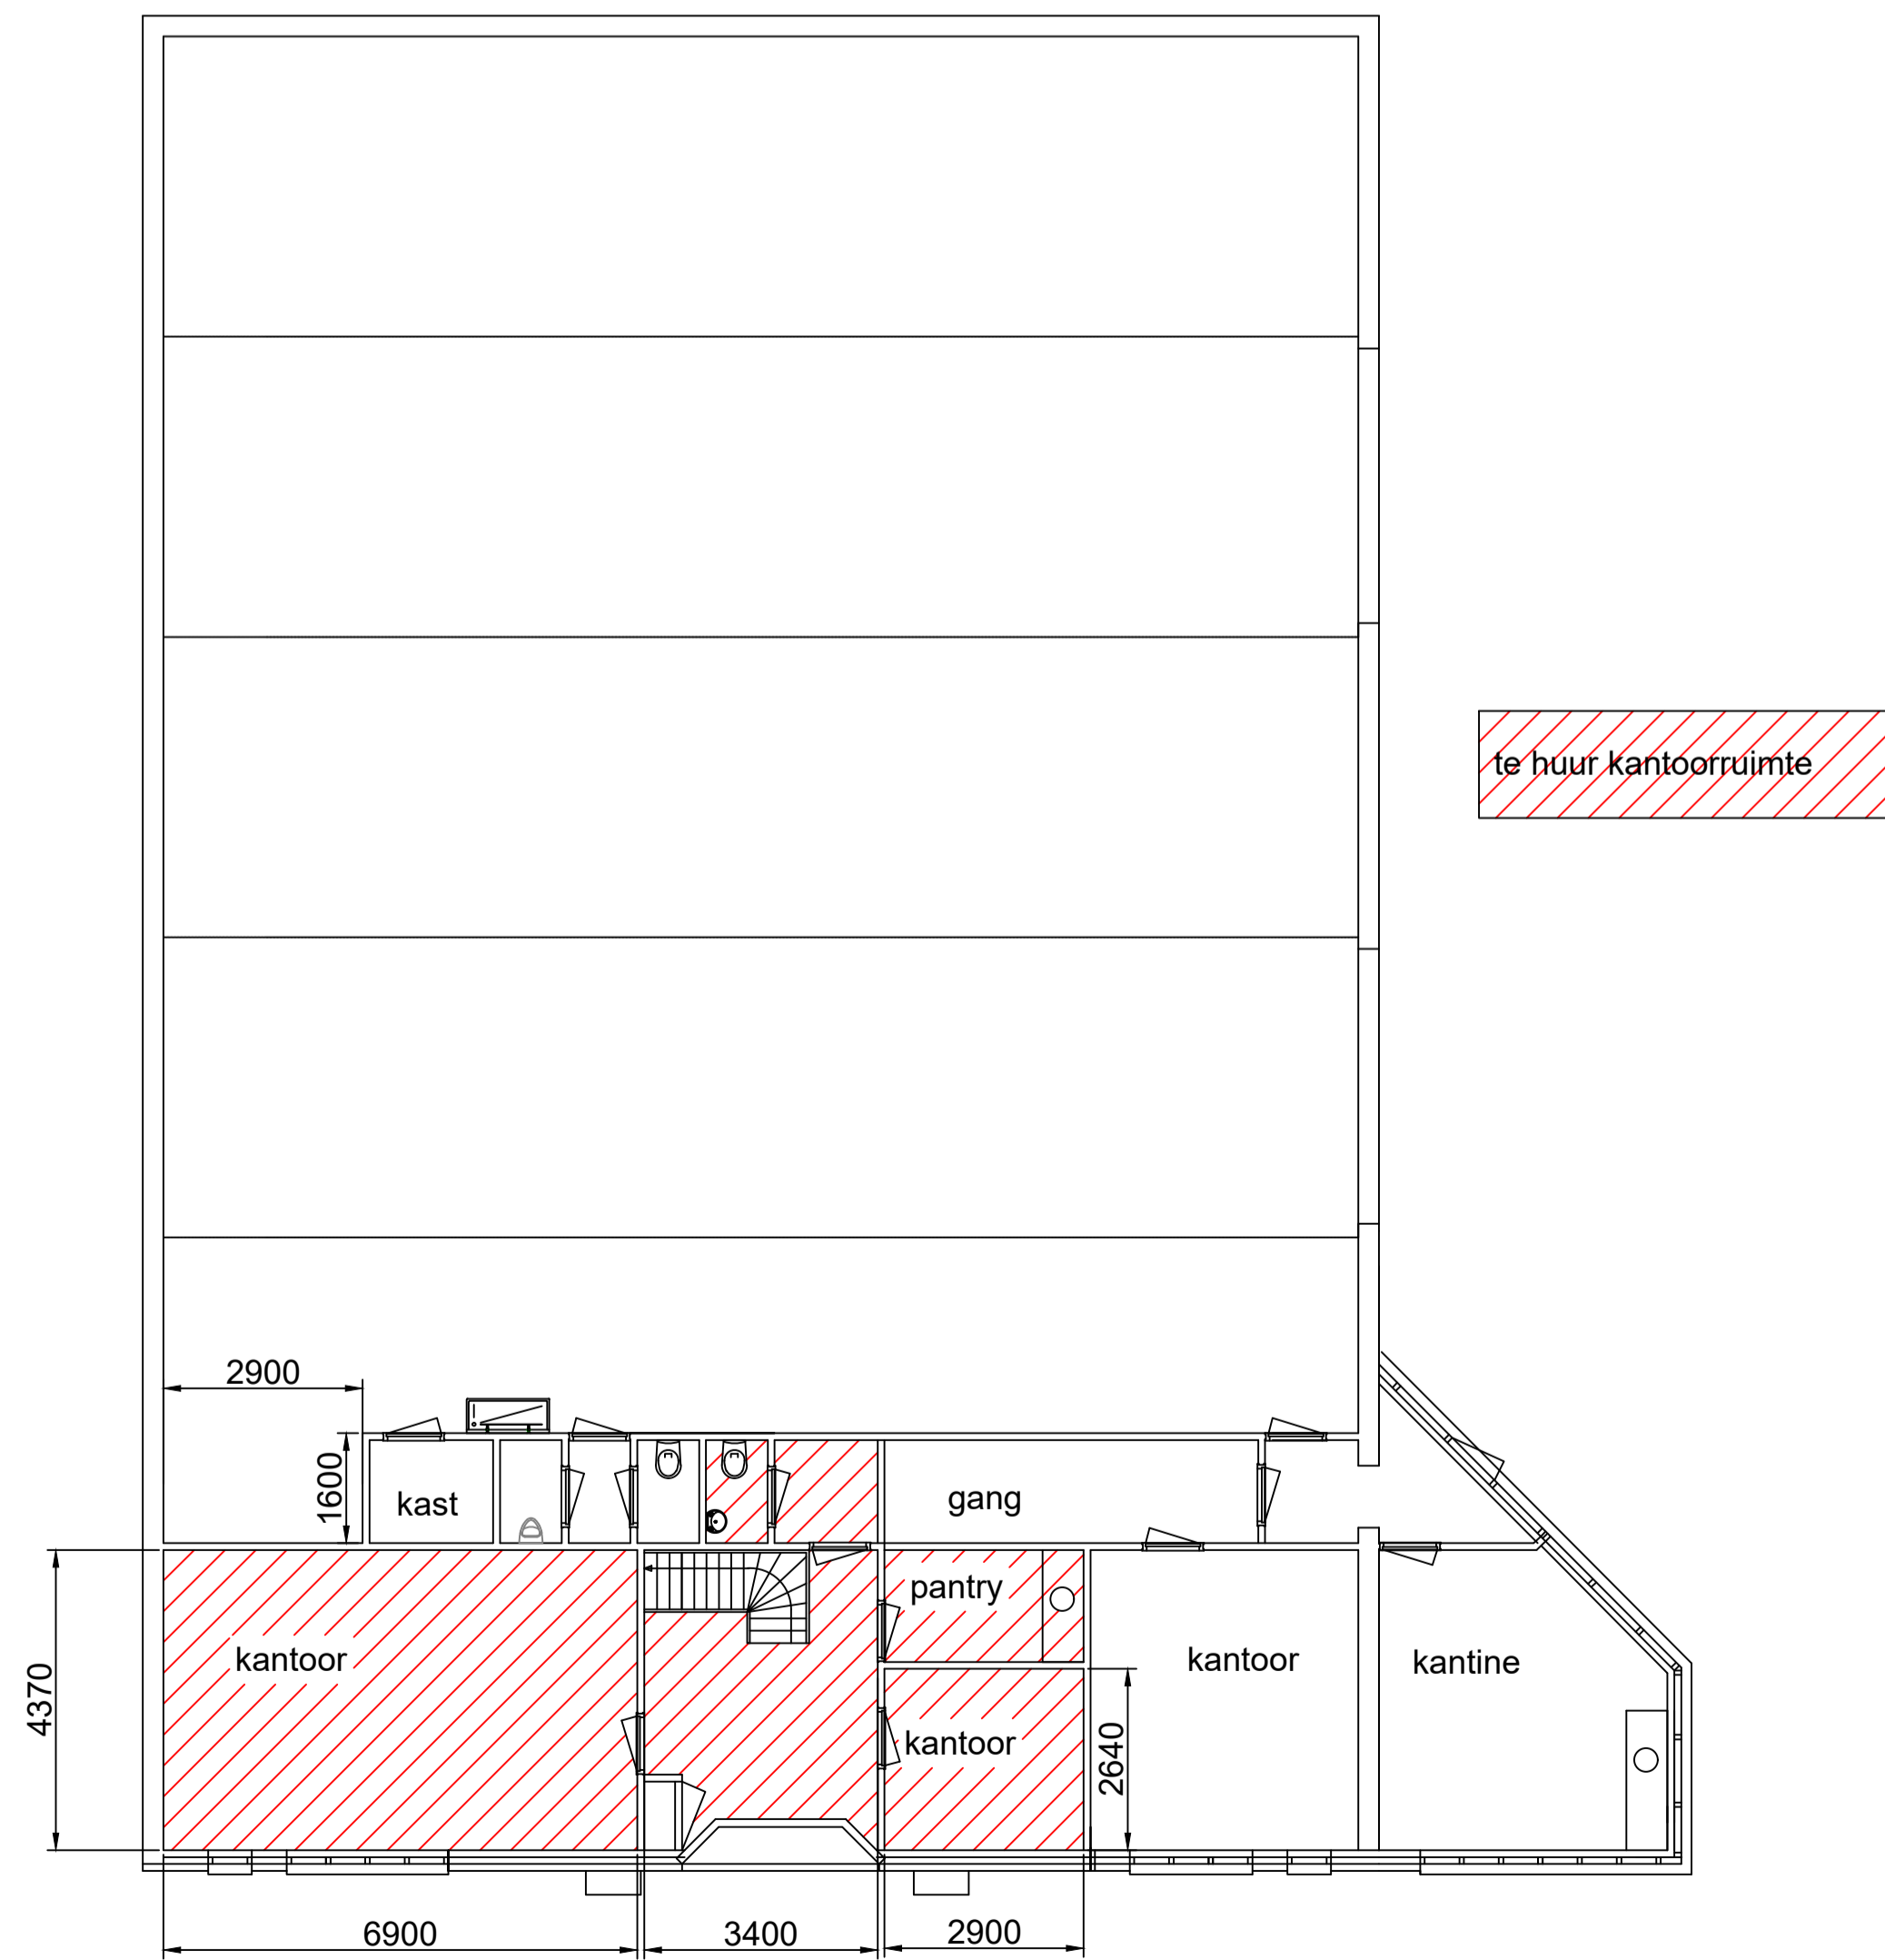 te huur kantoorruimte
2900
1600
kast
gang
pantry
kantoor
kantoor
kantine
4370
kantoor
2640
6900
3400
2900